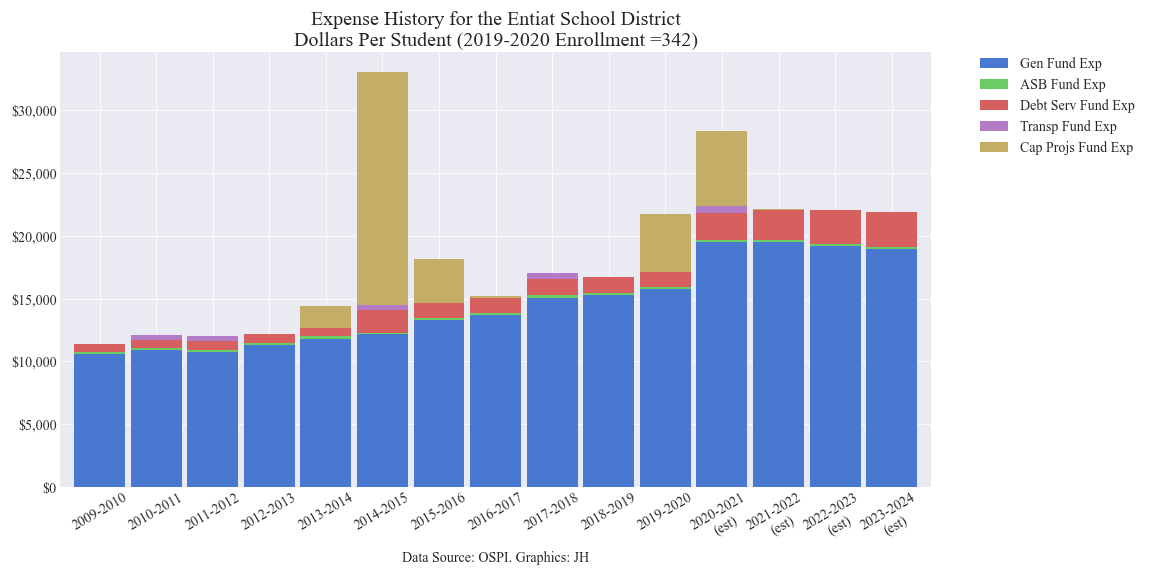 Expense History for the Entiat School District
Dollars Per Student (2019-2020 Enrollment =342)
Gen Fund Exp
ASB Fund Exp
Debt Serv Fund Exp
Transp Fund Exp
Cap Projs Fund Exp
$30,000
$25,000
$20,000
$15,000
$10,000
$5,000
$0
2009-2010
2010-2011
2011-2012
2012-2013
2013-2014
2014-2015
2015-2016
2016-2017
2017-2018
2018-2019
2019-2020
2020-2021
(est)
2021-2022
(est)
2022-2023
(est)
2023-2024
(est)
Data Source: OSPI. Graphics: JH